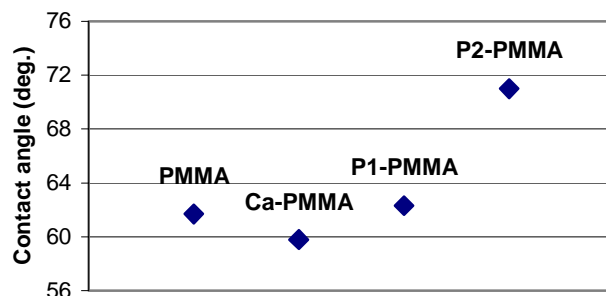 76
72
68
64
60
56
Contact angle (deg.)
PMMA
Ca-PMMA
P1-PMMA
P2-PMMA